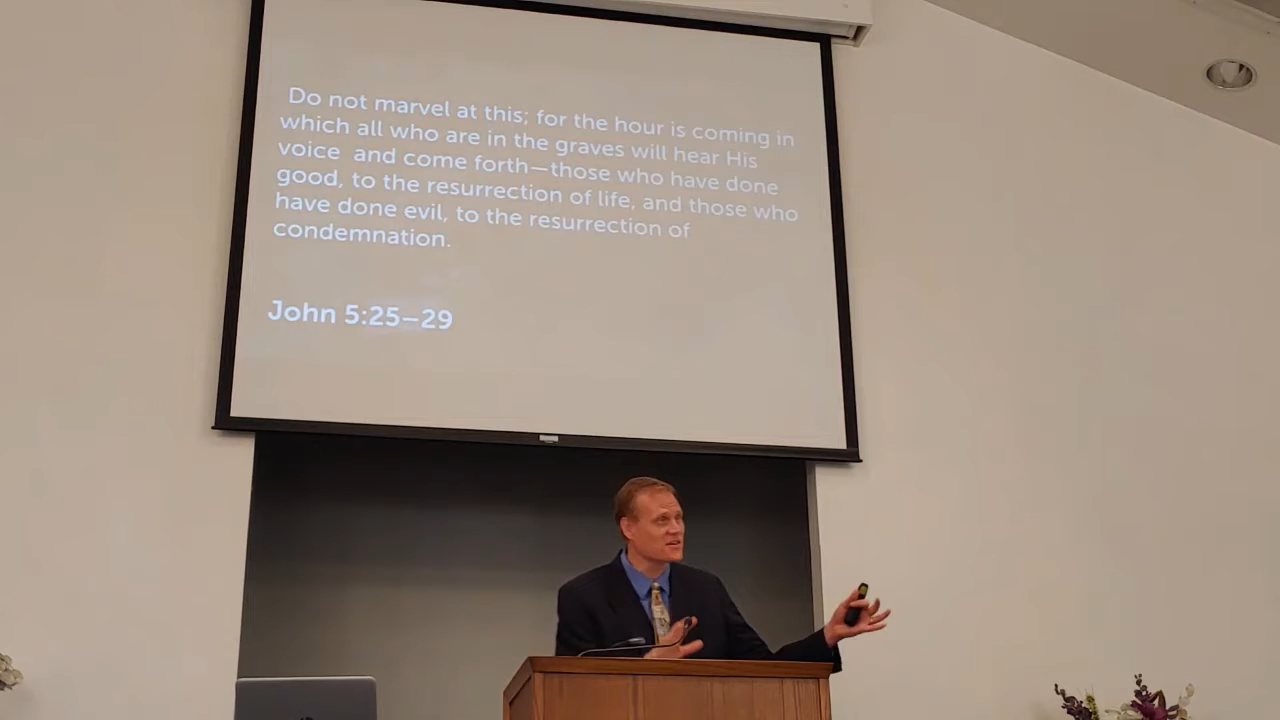 Do not marvel at this; for the hour is coming in
which all who are in the graves will hear His
voice and come forth—those who have done
good, to the resurrection of life, and those who
have done evil, to the resurrection of
condemnation.
John 5:25–29